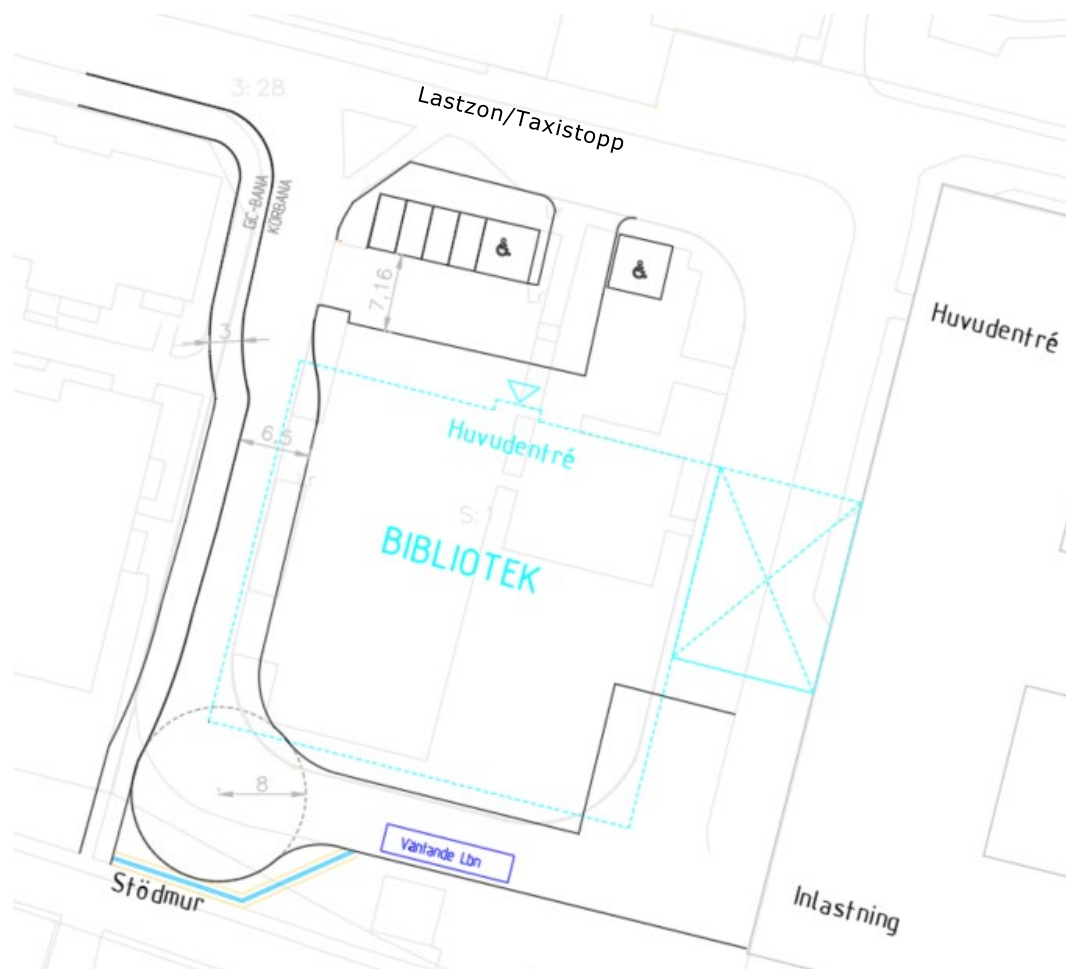 3:28
Lastzon/Taxistopp
GC-BANA
KÖRBANA
7,16
Huvudentré
3
Huvudentré
6,5
BIBLIOTEK
8
Väntande Lbn
Stödmur
Inlastning